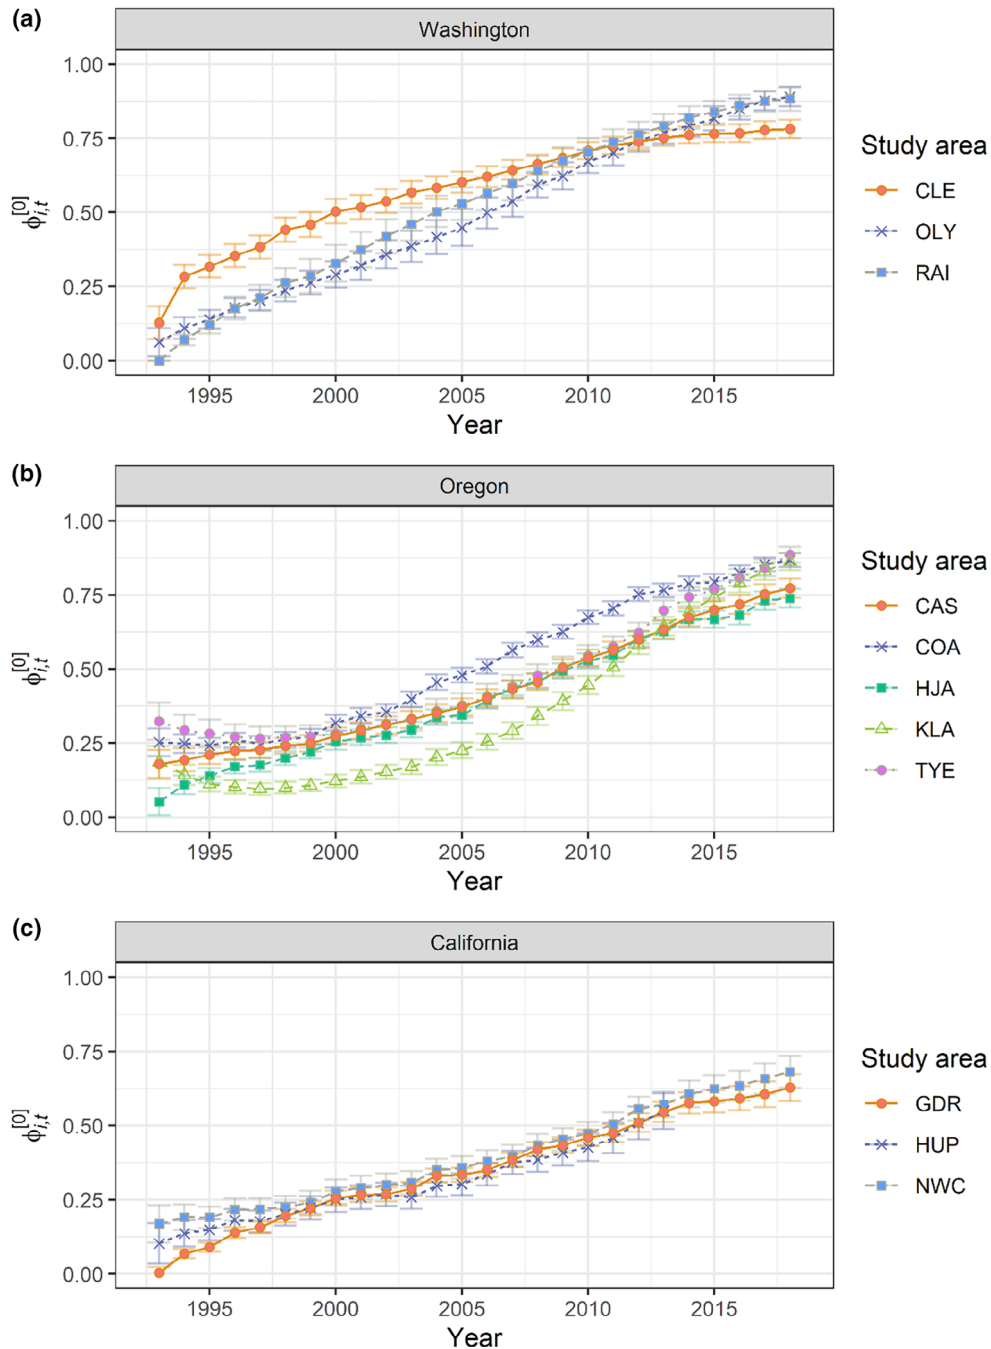 (a)
Washington
1.00
0.75
0.50
0.25
0.00
ϕ[0]i,t
1995 2000 2005 2010 2015
Year
Study area
CLE
OLY
RAI
(b)
Oregon
1.00
0.75
0.50
0.25
0.00
ϕ[0]i,t
1995 2000 2005 2010 2015
Year
Study area
CAS
COA
HJA
KLA
TYE
(c)
California
1.00
0.75
0.50
0.25
0.00
ϕ[0]i,t
1995 2000 2005 2010 2015
Year
Study area
GDR
HUP
NWC